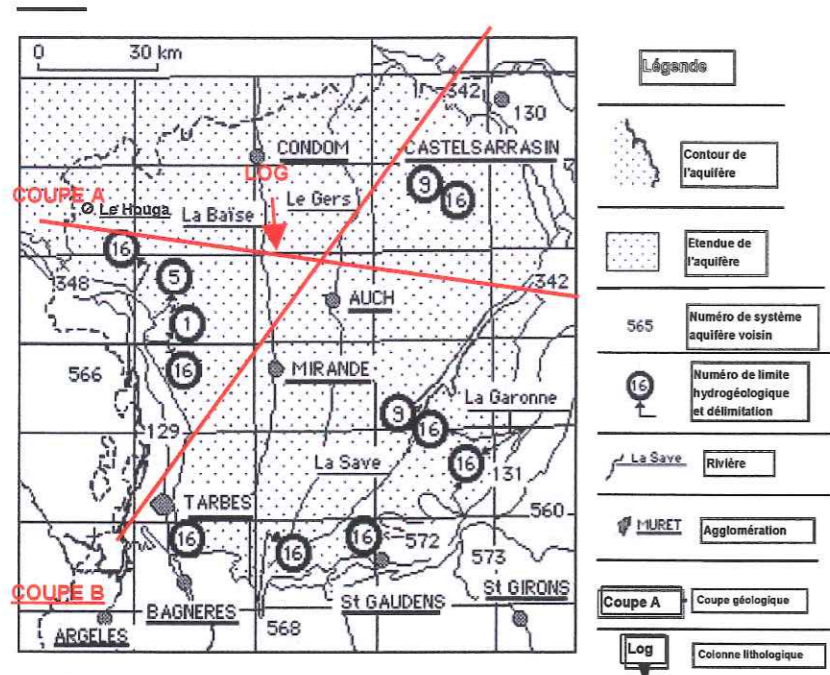 0 30 km
342
130
CONDOM
CASTELSARRASIN
LOG
9
16
COUPE A
Le Gers
Le Houga
La Baïse
16
348
5
342
AUCH
1
566
16
MIRANDE
La Garonne
9
16
129
La Save
16
131
TARBES
560
16
16
16
572
573
COUPE B
BAGNERES
St GAUDENS
St GIRONS
ARGELES
568
Légende
Contour de
l'aquifère
Etendue de
l'aquifère
565
Numéro de système
aquifère voisin
16
Numéro de limite
hydrogéologique
et délimitation
La Save
Rivière
MURET
Agglomération
Coupe A
Coupe géologique
Log
Colonne lithologique